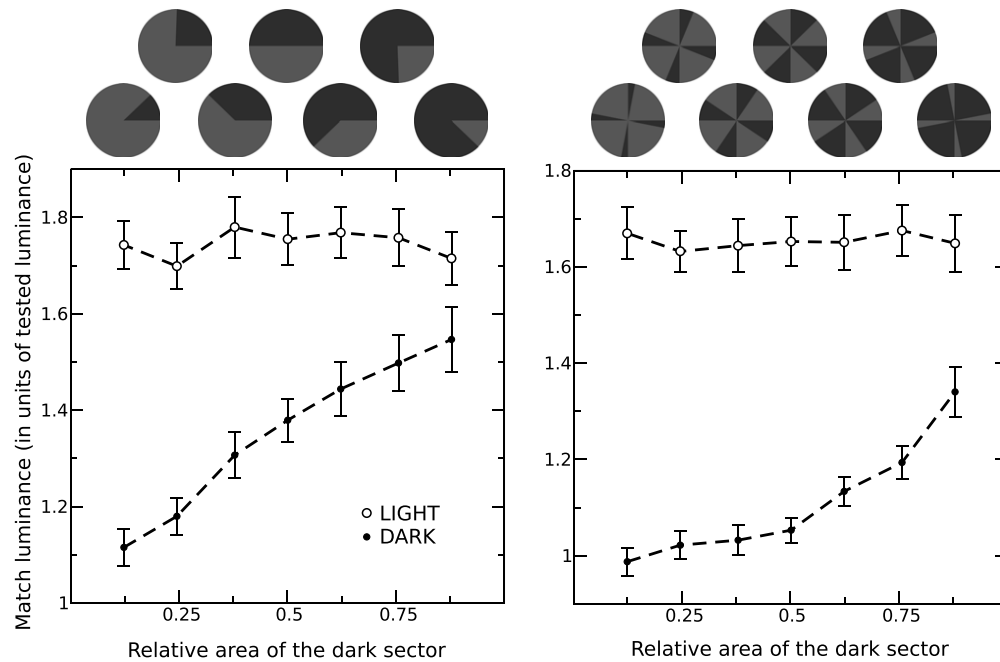 Match luminance (in units of tested luminance)
1.8
1.6
1.4
1.2
1
LIGHT
DARK
0.25 0.5 0.75
Relative area of the dark sector
1.8
1.6
1.4
1.2
1
0.25 0.5 0.75
Relative area of the dark sector